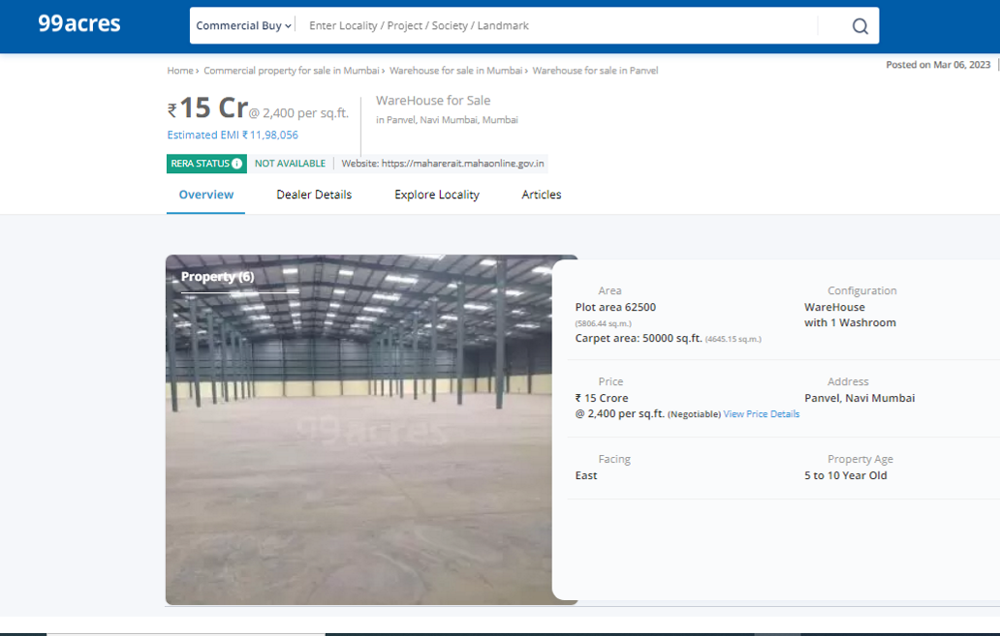 99acres
Commercial Buy
Enter Locality / Project / Society / Landmark
Home › Commercial property for sale in Mumbai › Warehouse for sale in Mumbai › Warehouse for sale in Panvel
Posted on Mar 06, 2023
₹ 15 Cr @ 2,400 per sq.ft.
Estimated EMI ₹ 11,98,056
WareHouse for Sale
in Panvel, Navi Mumbai, Mumbai
RERA STATUS i NOT AVAILABLE Website: https://maharerait.mahaonline.gov.in
Overview Dealer Details Explore Locality Articles
Property (6)
99acres
Area
Plot area 62500
(5806.44 sq.m.)
Carpet area: 50000 sq.ft. (4645.15 sq.m.)
Configuration
WareHouse
with 1 Washroom
Price
₹ 15 Crore
@ 2,400 per sq.ft. (Negotiable) View Price Details
Address
Panvel, Navi Mumbai
Facing
East
Property Age
5 to 10 Year Old